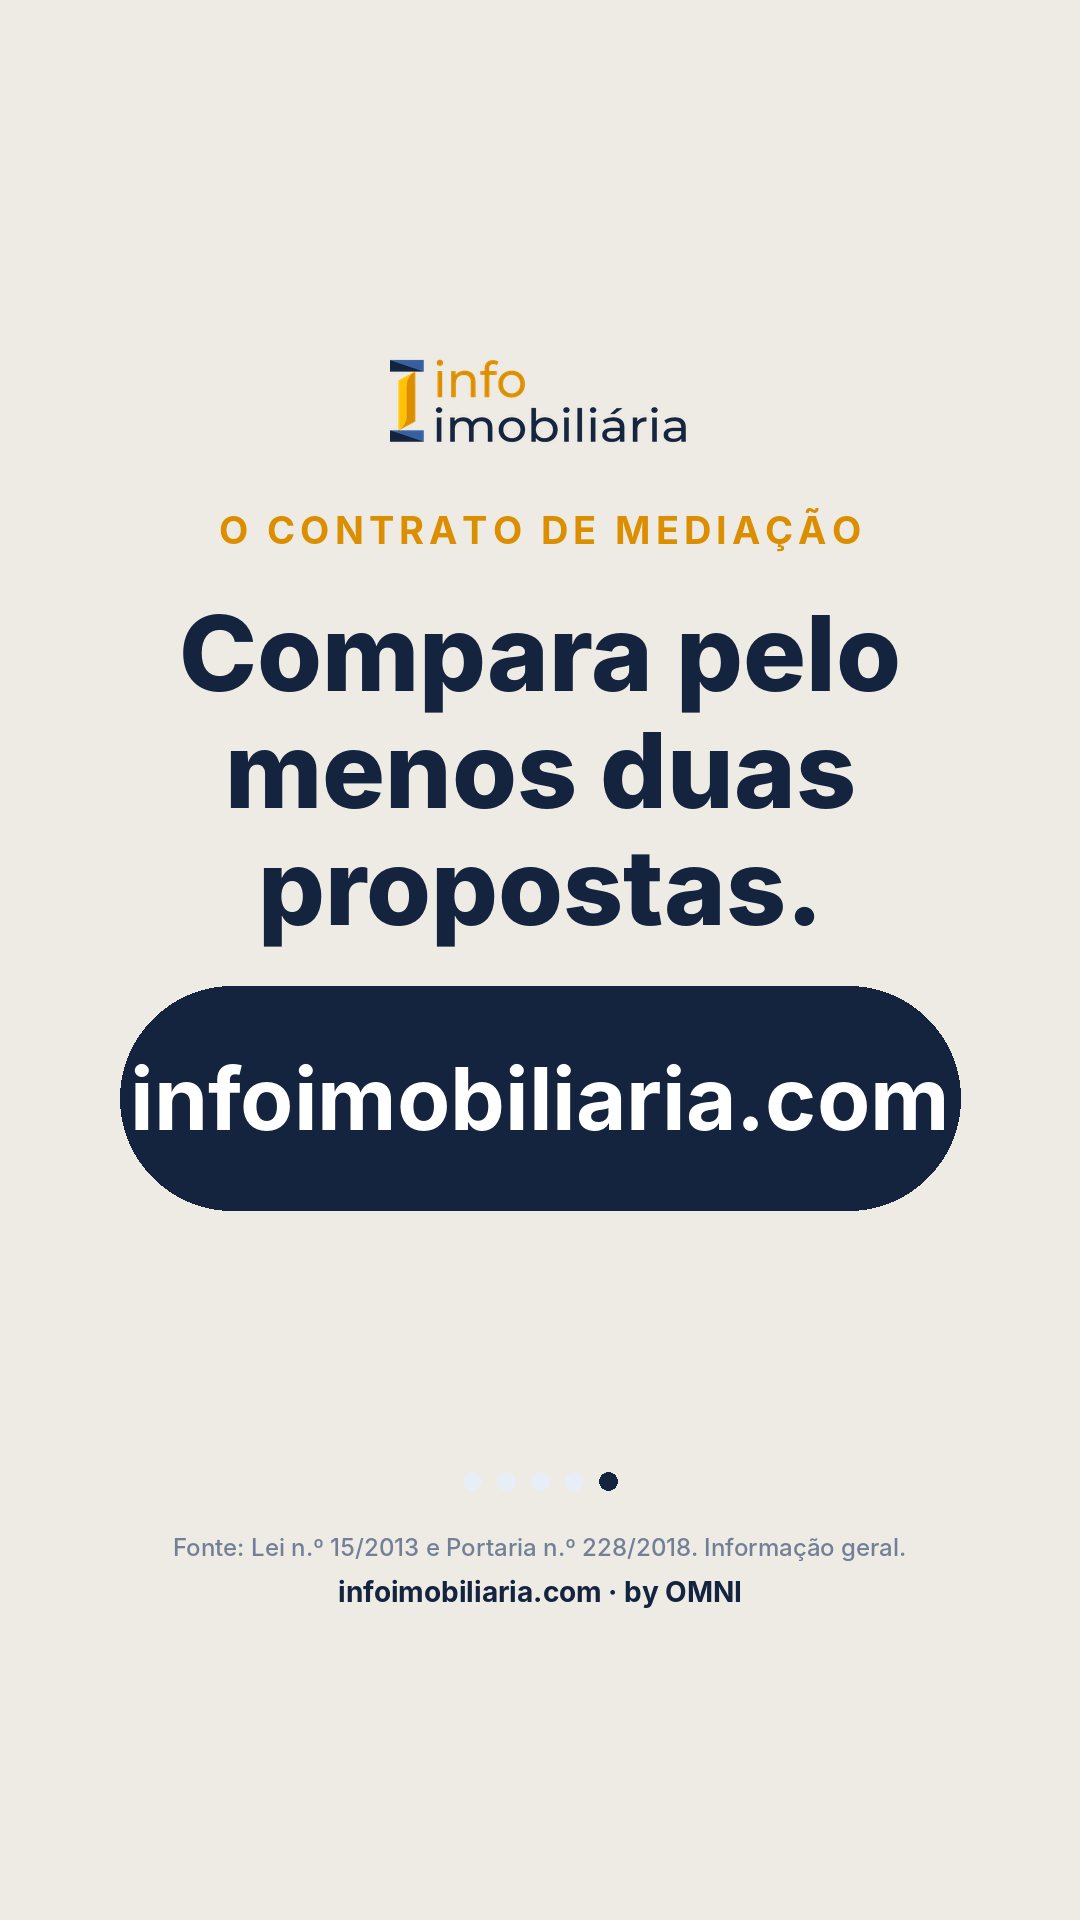 info
imobiliária
O CONTRATO DE MEDIAÇÃO
Compara pelo
menos duas
propostas.
infoimobiliaria.com
Fonte: Lei n.º 15/2013 e Portaria n.º 228/2018. Informação geral.
infoimobiliaria.com · by OMNI